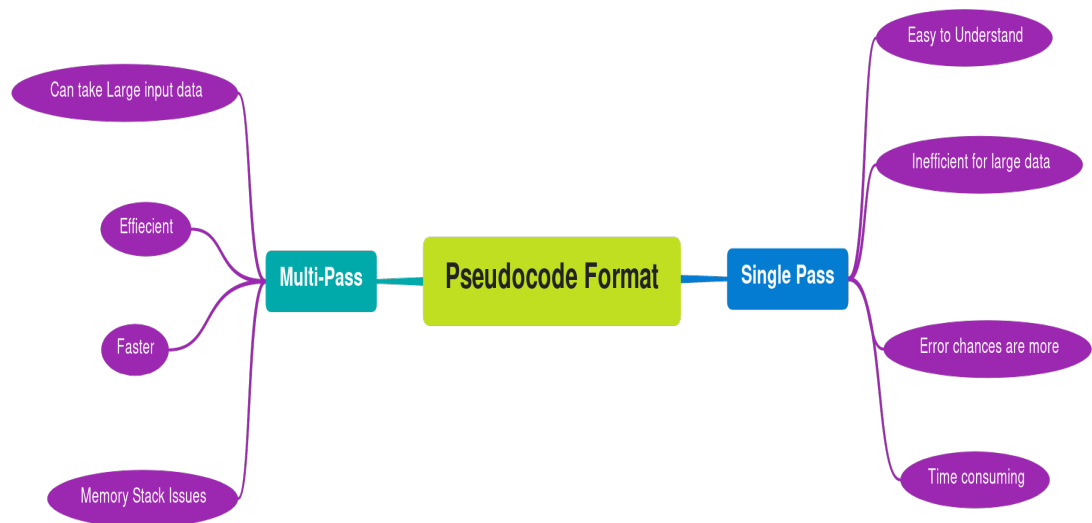 Pseudocode Format
Multi-Pass
Can take Large input data
Effiecient
Faster
Memory Stack Issues
Single Pass
Easy to Understand
Inefficient for large data
Error chances are more
Time consuming